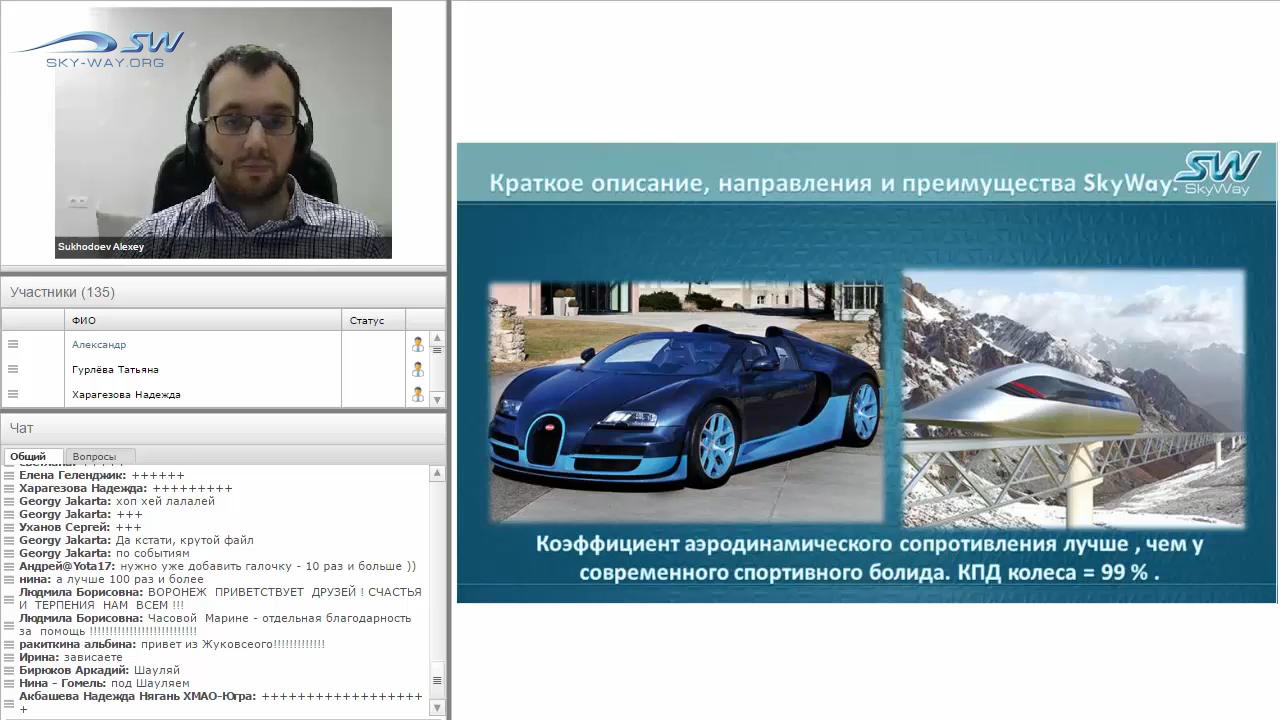 SW
SKY-WAY.ORG
Sukhodoev Alexey
Участники (135)
ФИО
Статус
Александр
Гурлёва Татьяна
Харагезова Надежда
Чат
Общий
Вопросы
Елена Геленджик: ++++++
Харагезова Надежда: +++++++++
Georgy Jakarta: хоп хей лалалей
Georgy Jakarta: +++
Уханов Сергей: +++
Georgy Jakarta: Да кстати, крутой файл
Georgy Jakarta: по событиям
Андрей@Yota17: нужно уже добавить галочку - 10 раз и больше ))
нина: а лучше 100 раз и более
Людмила Борисовна: ВОРОНЕЖ ПРИВЕТСТВУЕТ ДРУЗЕЙ ! СЧАСТЬЯ
И ТЕРПЕНИЯ НАМ ВСЕМ !!!
Людмила Борисовна: Часовой Марине - отдельная благодарность
за помощь !!!!!!!!!!!!!!!!!!!!!!!!!!!
ракиткина альбина: привет из Жуковсеого!!!!!!!!!!!!!
Ирина: зависаете
Бирюков Аркадий: Шауляй
Нина - Гомель: под Шауляем
Акбашева Надежда Нягань ХМАО-Югра: ++++++++++++++++++
+
Краткое описание, направления и преимущества SkyWay:
SW
SkyWay
Коэффициент аэродинамического сопротивления лучше , чем у
современного спортивного болида. КПД колеса = 99 % .